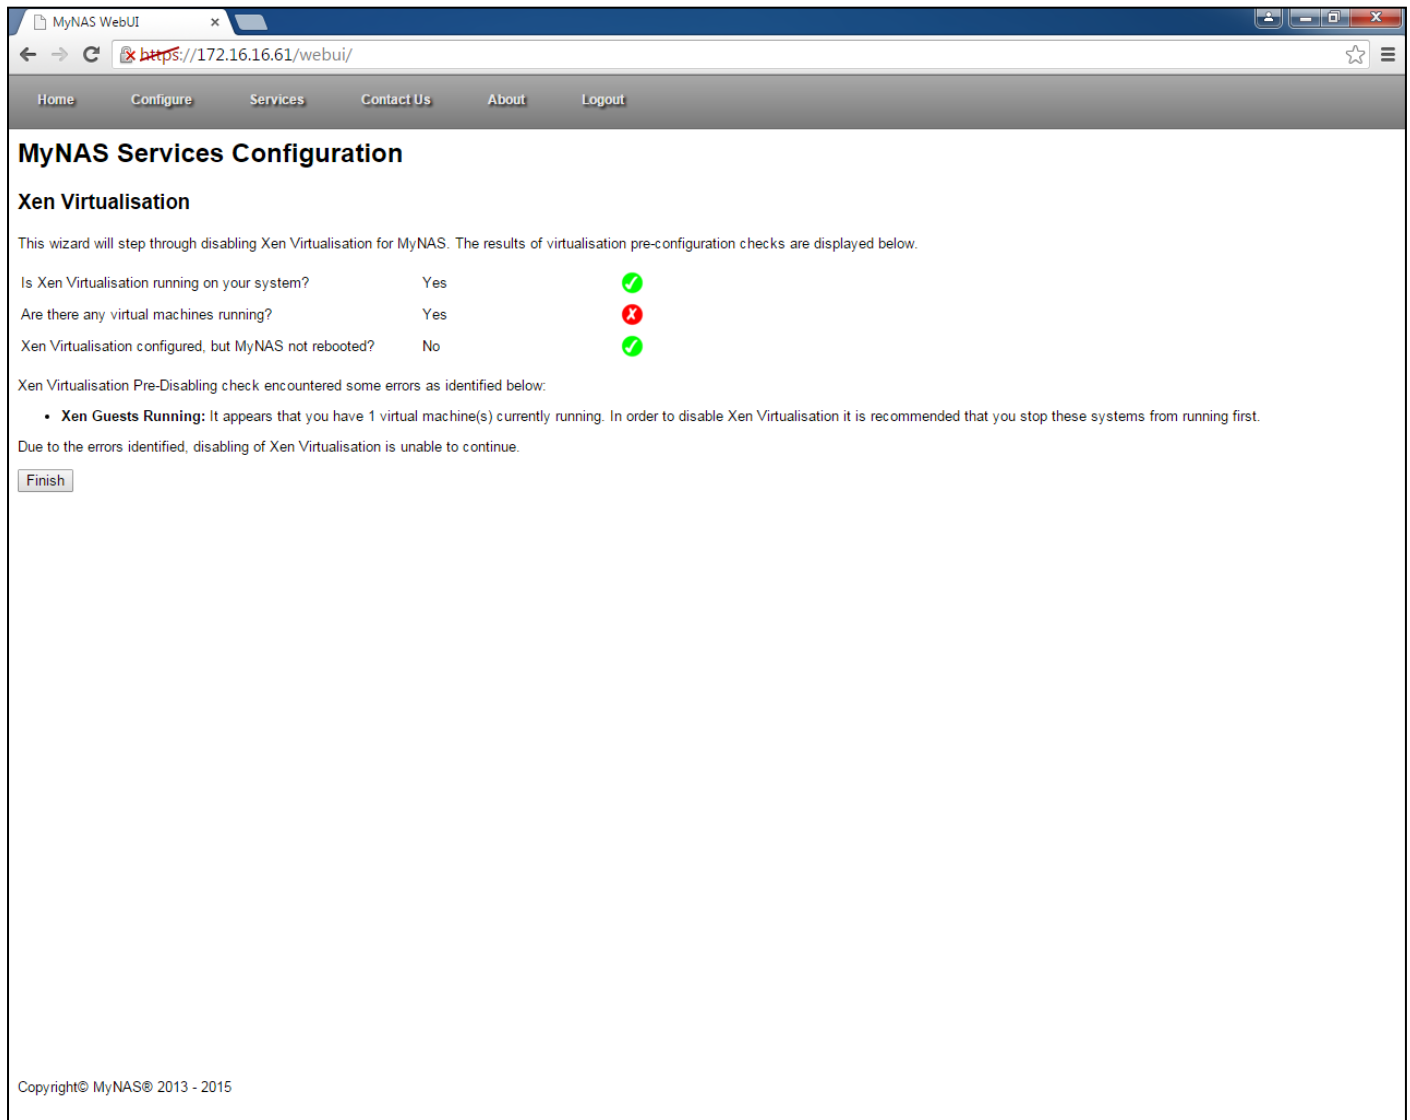 MyNAS WebUI
https://172.16.16.61/webui/
Home Configure Services Contact Us About Logout
MyNAS Services Configuration
Xen Virtualisation
This wizard will step through disabling Xen Virtualisation for MyNAS. The results of virtualisation pre-configuration checks are displayed below.
Is Xen Virtualisation running on your system? Yes
Are there any virtual machines running? Yes
Xen Virtualisation configured, but MyNAS not rebooted? No
Xen Virtualisation Pre-Disabling check encountered some errors as identified below:
• Xen Guests Running: It appears that you have 1 virtual machine(s) currently running. In order to disable Xen Virtualisation it is recommended that you stop these systems from running first.
Due to the errors identified, disabling of Xen Virtualisation is unable to continue.
Finish
Copyright© MyNAS® 2013 - 2015